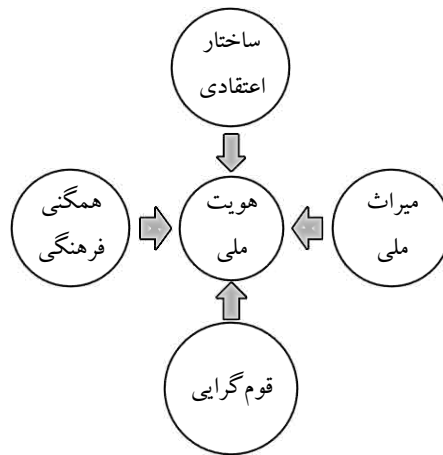 ساختار
اعتقادی
میراث
ملی
هویت
ملی
همگنی
فرهنگی
قوم‌گرایی